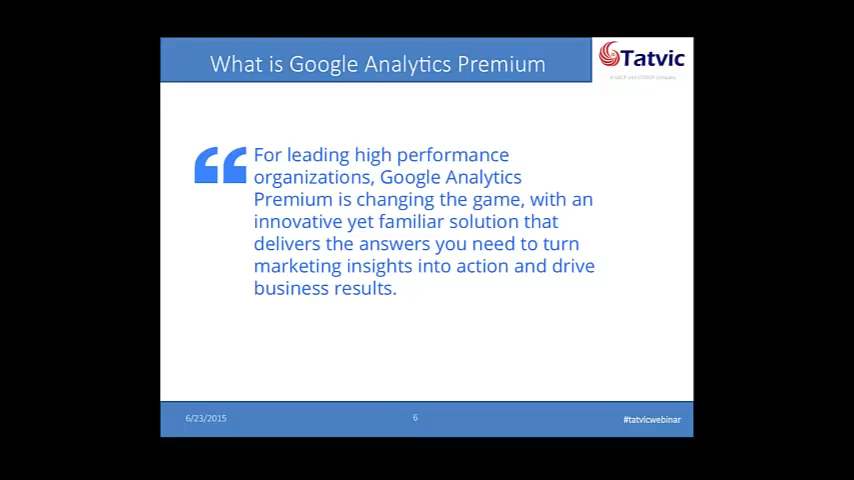 What is Google Analytics Premium
Tatvic
For leading high performance
organizations, Google Analytics
Premium is changing the game, with an
innovative yet familiar solution that
delivers the answers you need to turn
marketing insights into action and drive
business results.
6/23/2015
6
#tatvicwebinar